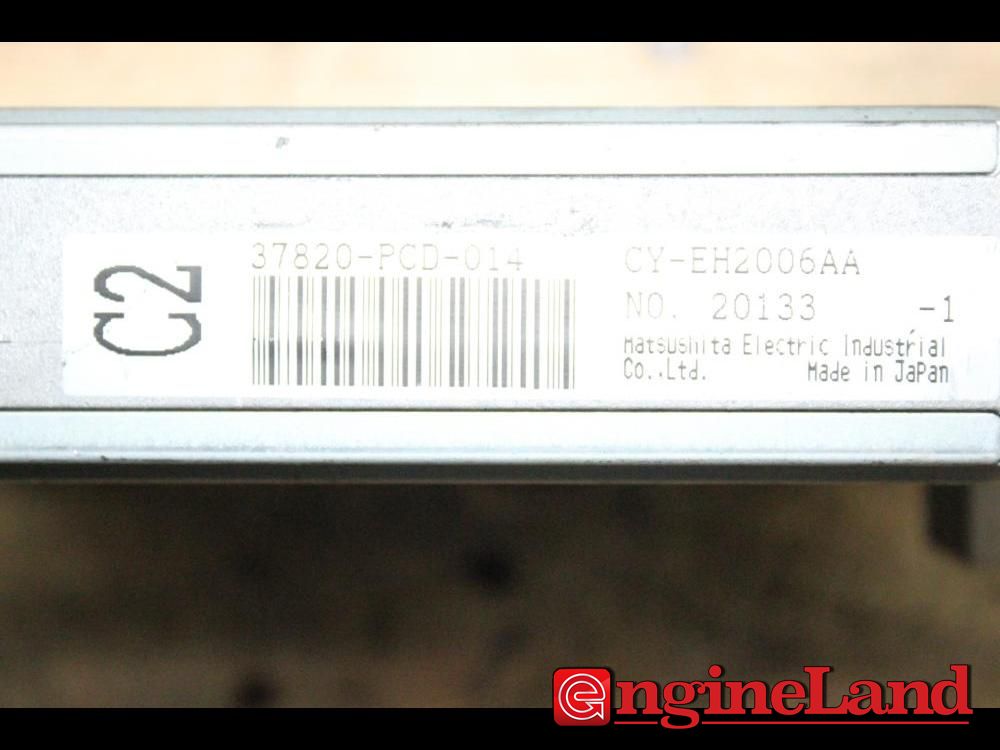 C2
37820-PCD-014
CY-EH2006AA
NO. 20133 -1
Matsushita Electric Industrial
Co.,Ltd. Made in JaPan
engineLand